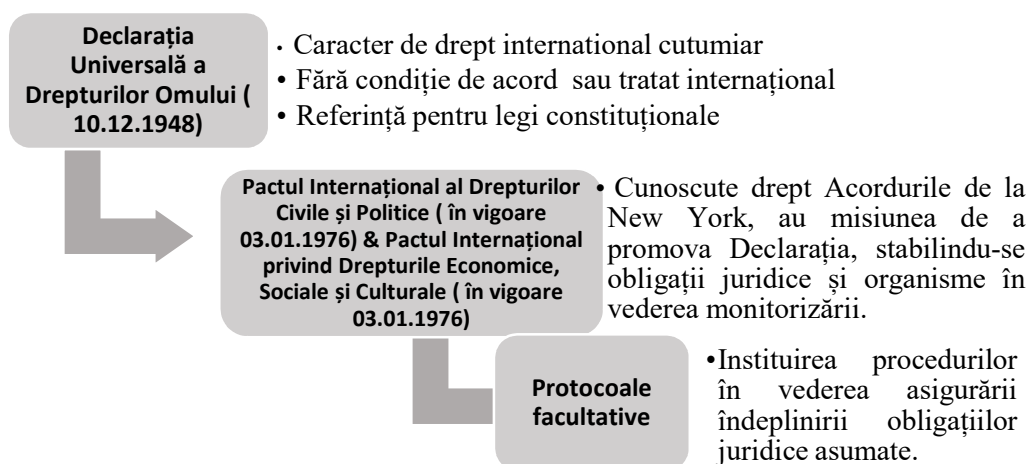 Declarația
Universală a
Drepturilor Omului (
10.12.1948)
• Caracter de drept international cutumiar
• Fără condiție de acord sau tratat internațional
• Referință pentru legi constituționale
Pactul Internațional al Drepturilor
Civile și Politice ( în vigoare
03.01.1976) & Pactul Internațional
privind Drepturile Economice,
Sociale și Culturale ( în vigoare
03.01.1976)
• Cunoscute drept Acordurile de la
New York, au misiunea de a
promova Declarația, stabilindu-se
obligații juridice și organisme în
vederea monitorizării.
Protocoale
facultative
•Instituirea procedurilor
în vederea asigurării
îndeplinirii obligațiilor
juridice asumate.